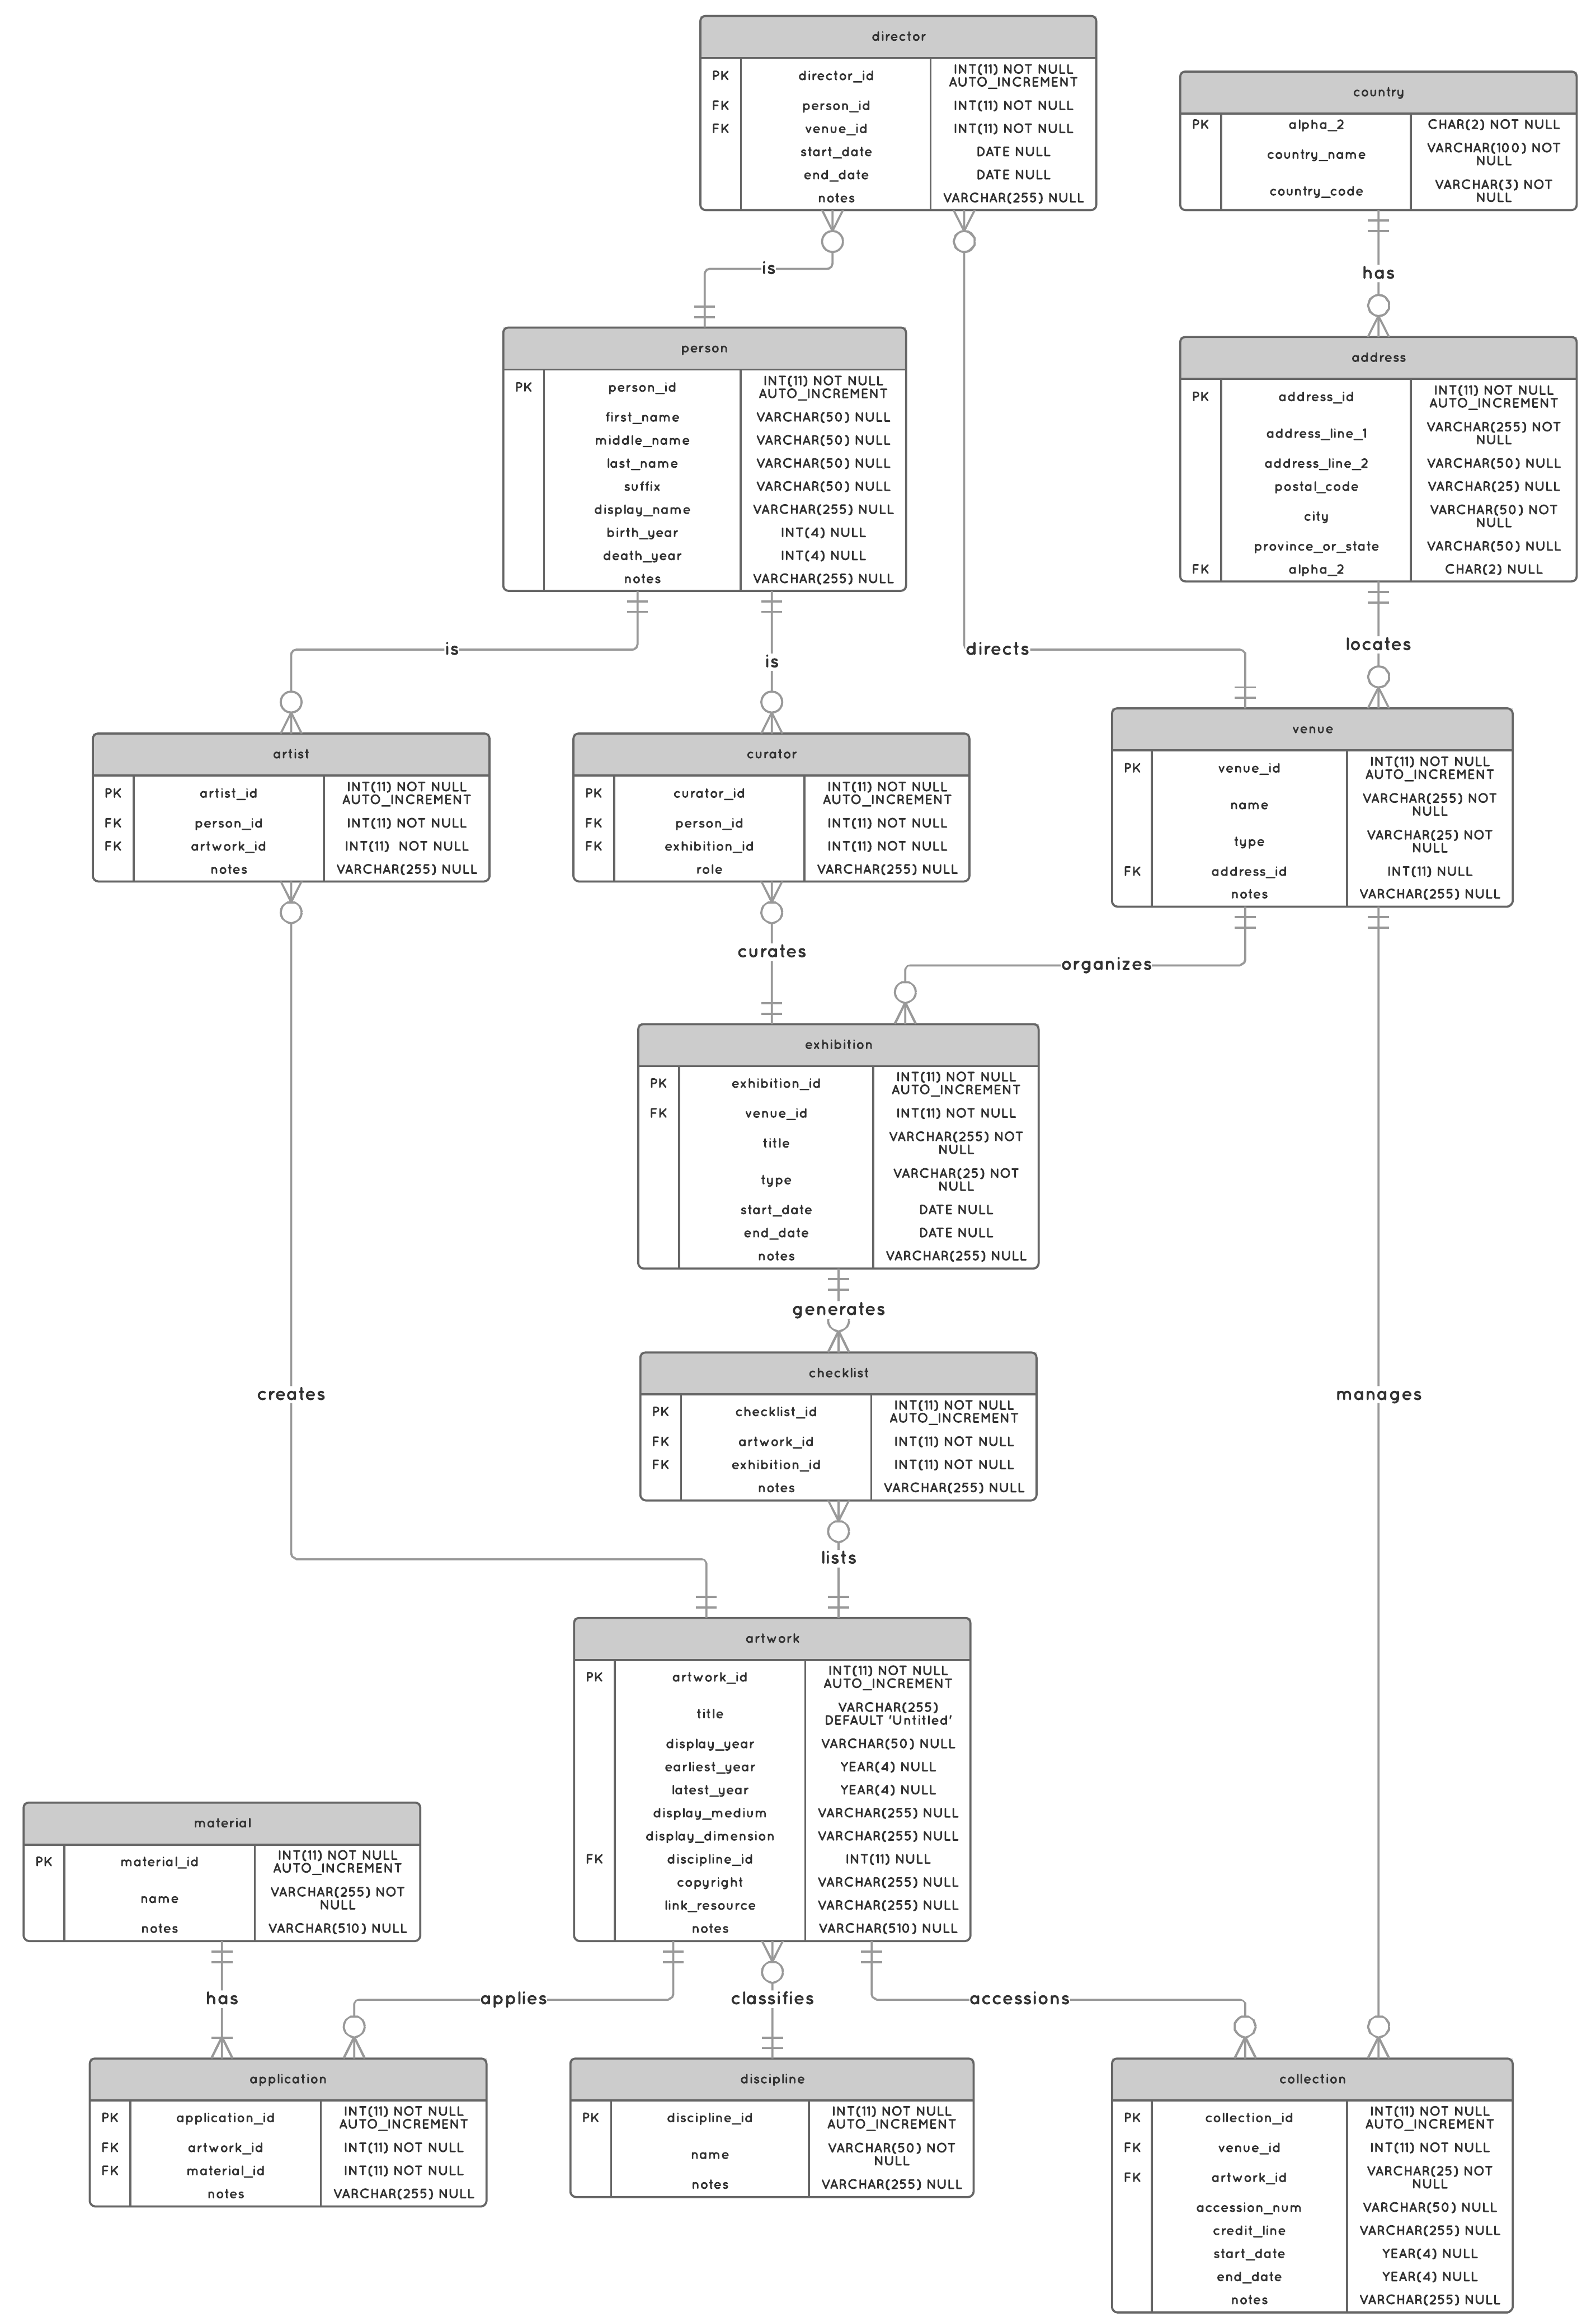 director
PK director_id INT(11) NOT NULL
AUTO_INCREMENT
FK person_id INT(11) NOT NULL
FK venue_id INT(11) NOT NULL
start_date DATE NULL
end_date DATE NULL
notes VARCHAR(255) NULL
country
PK alpha_2 CHAR(2) NOT NULL
country_name VARCHAR(100) NOT
NULL
country_code VARCHAR(3) NOT
NULL
is
has
person
PK person_id INT(11) NOT NULL
AUTO_INCREMENT
first_name VARCHAR(50) NULL
middle_name VARCHAR(50) NULL
last_name VARCHAR(50) NULL
suffix VARCHAR(50) NULL
display_name VARCHAR(255) NULL
birth_year INT(4) NULL
death_year INT(4) NULL
notes VARCHAR(255) NULL
address
PK address_id INT(11) NOT NULL
AUTO_INCREMENT
address_line_1 VARCHAR(255) NOT
NULL
address_line_2 VARCHAR(50) NULL
postal_code VARCHAR(25) NULL
city VARCHAR(50) NOT
NULL
province_or_state VARCHAR(50) NULL
FK alpha_2 CHAR(2) NULL
is
is
directs
locates
artist
PK artist_id INT(11) NOT NULL
AUTO_INCREMENT
FK person_id INT(11) NOT NULL
FK artwork_id INT(11) NOT NULL
notes VARCHAR(255) NULL
curator
PK curator_id INT(11) NOT NULL
AUTO_INCREMENT
FK person_id INT(11) NOT NULL
FK exhibition_id INT(11) NOT NULL
role VARCHAR(255) NULL
venue
PK venue_id INT(11) NOT NULL
AUTO_INCREMENT
name VARCHAR(255) NOT
NULL
type VARCHAR(25) NOT
NULL
FK address_id INT(11) NULL
notes VARCHAR(255) NULL
curates
organizes
exhibition
PK exhibition_id INT(11) NOT NULL
AUTO_INCREMENT
FK venue_id INT(11) NOT NULL
title VARCHAR(255) NOT
NULL
type VARCHAR(25) NOT
NULL
start_date DATE NULL
end_date DATE NULL
notes VARCHAR(255) NULL
generates
checklist
PK checklist_id INT(11) NOT NULL
AUTO_INCREMENT
FK artwork_id INT(11) NOT NULL
FK exhibition_id INT(11) NOT NULL
notes VARCHAR(255) NULL
creates
manages
lists
artwork
PK artwork_id INT(11) NOT NULL
AUTO_INCREMENT
title VARCHAR(255)
DEFAULT 'Untitled'
display_year VARCHAR(50) NULL
earliest_year YEAR(4) NULL
latest_year YEAR(4) NULL
display_medium VARCHAR(255) NULL
display_dimension VARCHAR(255) NULL
FK discipline_id INT(11) NULL
copyright VARCHAR(255) NULL
link_resource VARCHAR(255) NULL
notes VARCHAR(510) NULL
material
PK material_id INT(11) NOT NULL
AUTO_INCREMENT
name VARCHAR(255) NOT
NULL
notes VARCHAR(510) NULL
has
applies
classifies
accessions
application
PK application_id INT(11) NOT NULL
AUTO_INCREMENT
FK artwork_id INT(11) NOT NULL
FK material_id INT(11) NOT NULL
notes VARCHAR(255) NULL
discipline
PK discipline_id INT(11) NOT NULL
AUTO_INCREMENT
name VARCHAR(50) NOT
NULL
notes VARCHAR(255) NULL
collection
PK collection_id INT(11) NOT NULL
AUTO_INCREMENT
FK venue_id INT(11) NOT NULL
FK artwork_id VARCHAR(25) NOT
NULL
accession_num VARCHAR(50) NULL
credit_line VARCHAR(255) NULL
start_date YEAR(4) NULL
end_date YEAR(4) NULL
notes VARCHAR(255) NULL